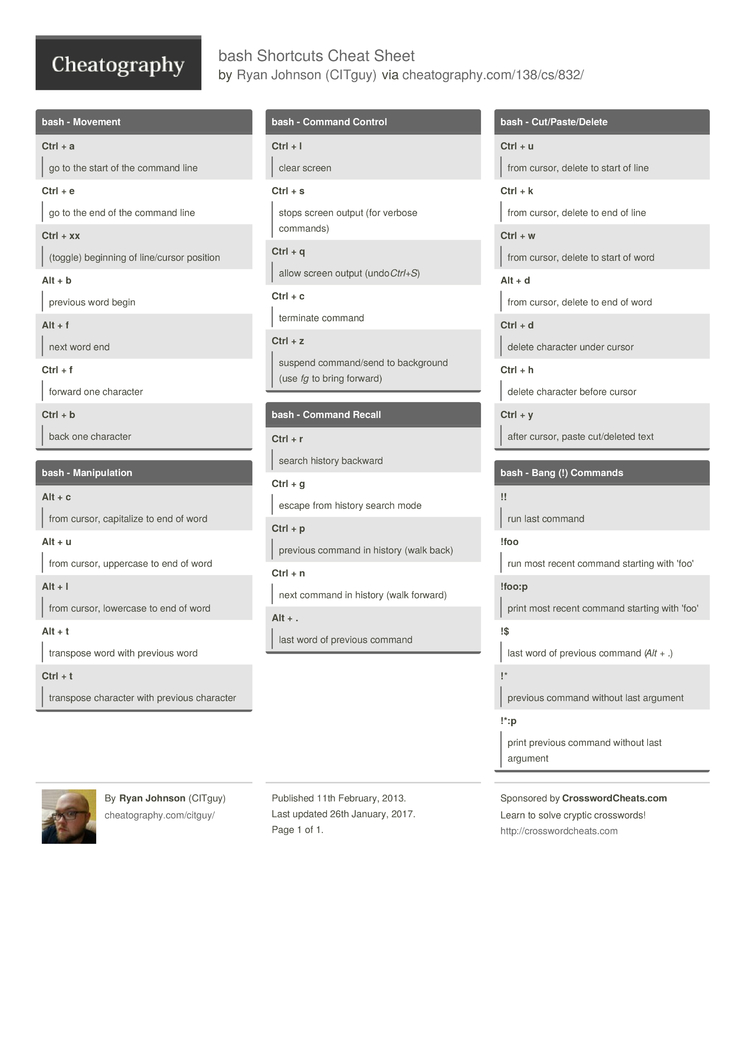 Cheatography
bash Shortcuts Cheat Sheet
by Ryan Johnson (CITguy) via cheatography.com/138/cs/832/
bash - Movement
Ctrl + a
go to the start of the command line
Ctrl + e
go to the end of the command line
Ctrl + xx
(toggle) beginning of line/cursor position
Alt + b
previous word begin
Alt + f
next word end
Ctrl + f
forward one character
Ctrl + b
back one character
bash - Manipulation
Alt + c
from cursor, capitalize to end of word
Alt + u
from cursor, uppercase to end of word
Alt + l
from cursor, lowercase to end of word
Alt + t
transpose word with previous word
Ctrl + t
transpose character with previous character
bash - Command Control
Ctrl + l
clear screen
Ctrl + s
stops screen output (for verbose
commands)
Ctrl + q
allow screen output (undoCtrl+S)
Ctrl + c
terminate command
Ctrl + z
suspend command/send to background
(use fg to bring forward)
bash - Command Recall
Ctrl + r
search history backward
Ctrl + g
escape from history search mode
Ctrl + p
previous command in history (walk back)
Ctrl + n
next command in history (walk forward)
Alt + .
last word of previous command
bash - Cut/Paste/Delete
Ctrl + u
from cursor, delete to start of line
Ctrl + k
from cursor, delete to end of line
Ctrl + w
from cursor, delete to start of word
Alt + d
from cursor, delete to end of word
Ctrl + d
delete character under cursor
Ctrl + h
delete character before cursor
Ctrl + y
after cursor, paste cut/deleted text
bash - Bang (!) Commands
!!
run last command
!foo
run most recent command starting with 'foo'
!foo:p
print most recent command starting with 'foo'
!$
last word of previous command (Alt + .)
!*
previous command without last argument
!*:p
print previous command without last
argument
By Ryan Johnson (CITguy)
cheatography.com/citguy/
Published 11th February, 2013.
Last updated 26th January, 2017.
Page 1 of 1.
Sponsored by CrosswordCheats.com
Learn to solve cryptic crosswords!
http://crosswordcheats.com